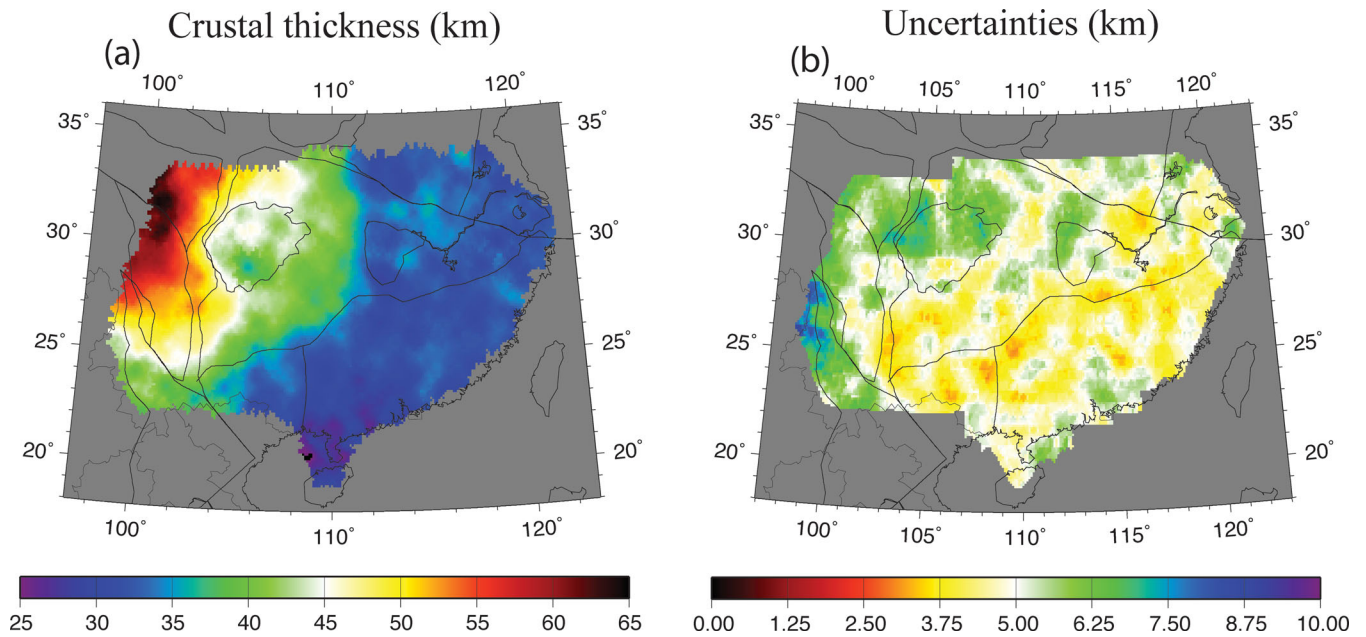 Crustal thickness (km)
Uncertainties (km)
(a)
(b)
100° 110° 120°
100° 105° 110° 115° 120°
35° 35° 35° 35°
30° 30° 30° 30°
25° 25° 25° 25°
20° 20° 20° 20°
100° 110° 120°
100° 105° 110° 115° 120°
25 30 35 40 45 50 55 60 65
0.00 1.25 2.50 3.75 5.00 6.25 7.50 8.75 10.00